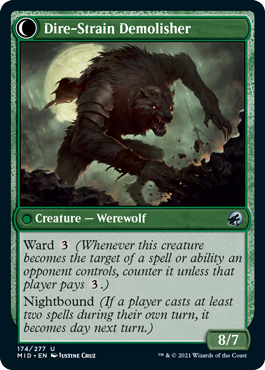 Dire-Strain Demolisher
Creature — Werewolf
Ward 3 (Whenever this creature
becomes the target of a spell or ability an
opponent controls, counter it unless that
player pays 3.)
Nightbound (If a player casts at least
two spells during their own turn, it
becomes day next turn.)
8/7
174/277 U
MID • EN JUSTINE CRUZ
™ & © 2021 Wizards of the Coast